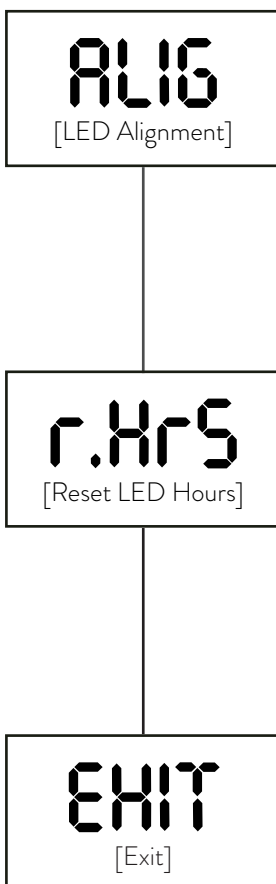 ALIG
[LED Alignment]
r.HrS
[Reset LED Hours]
EXIT
[Exit]